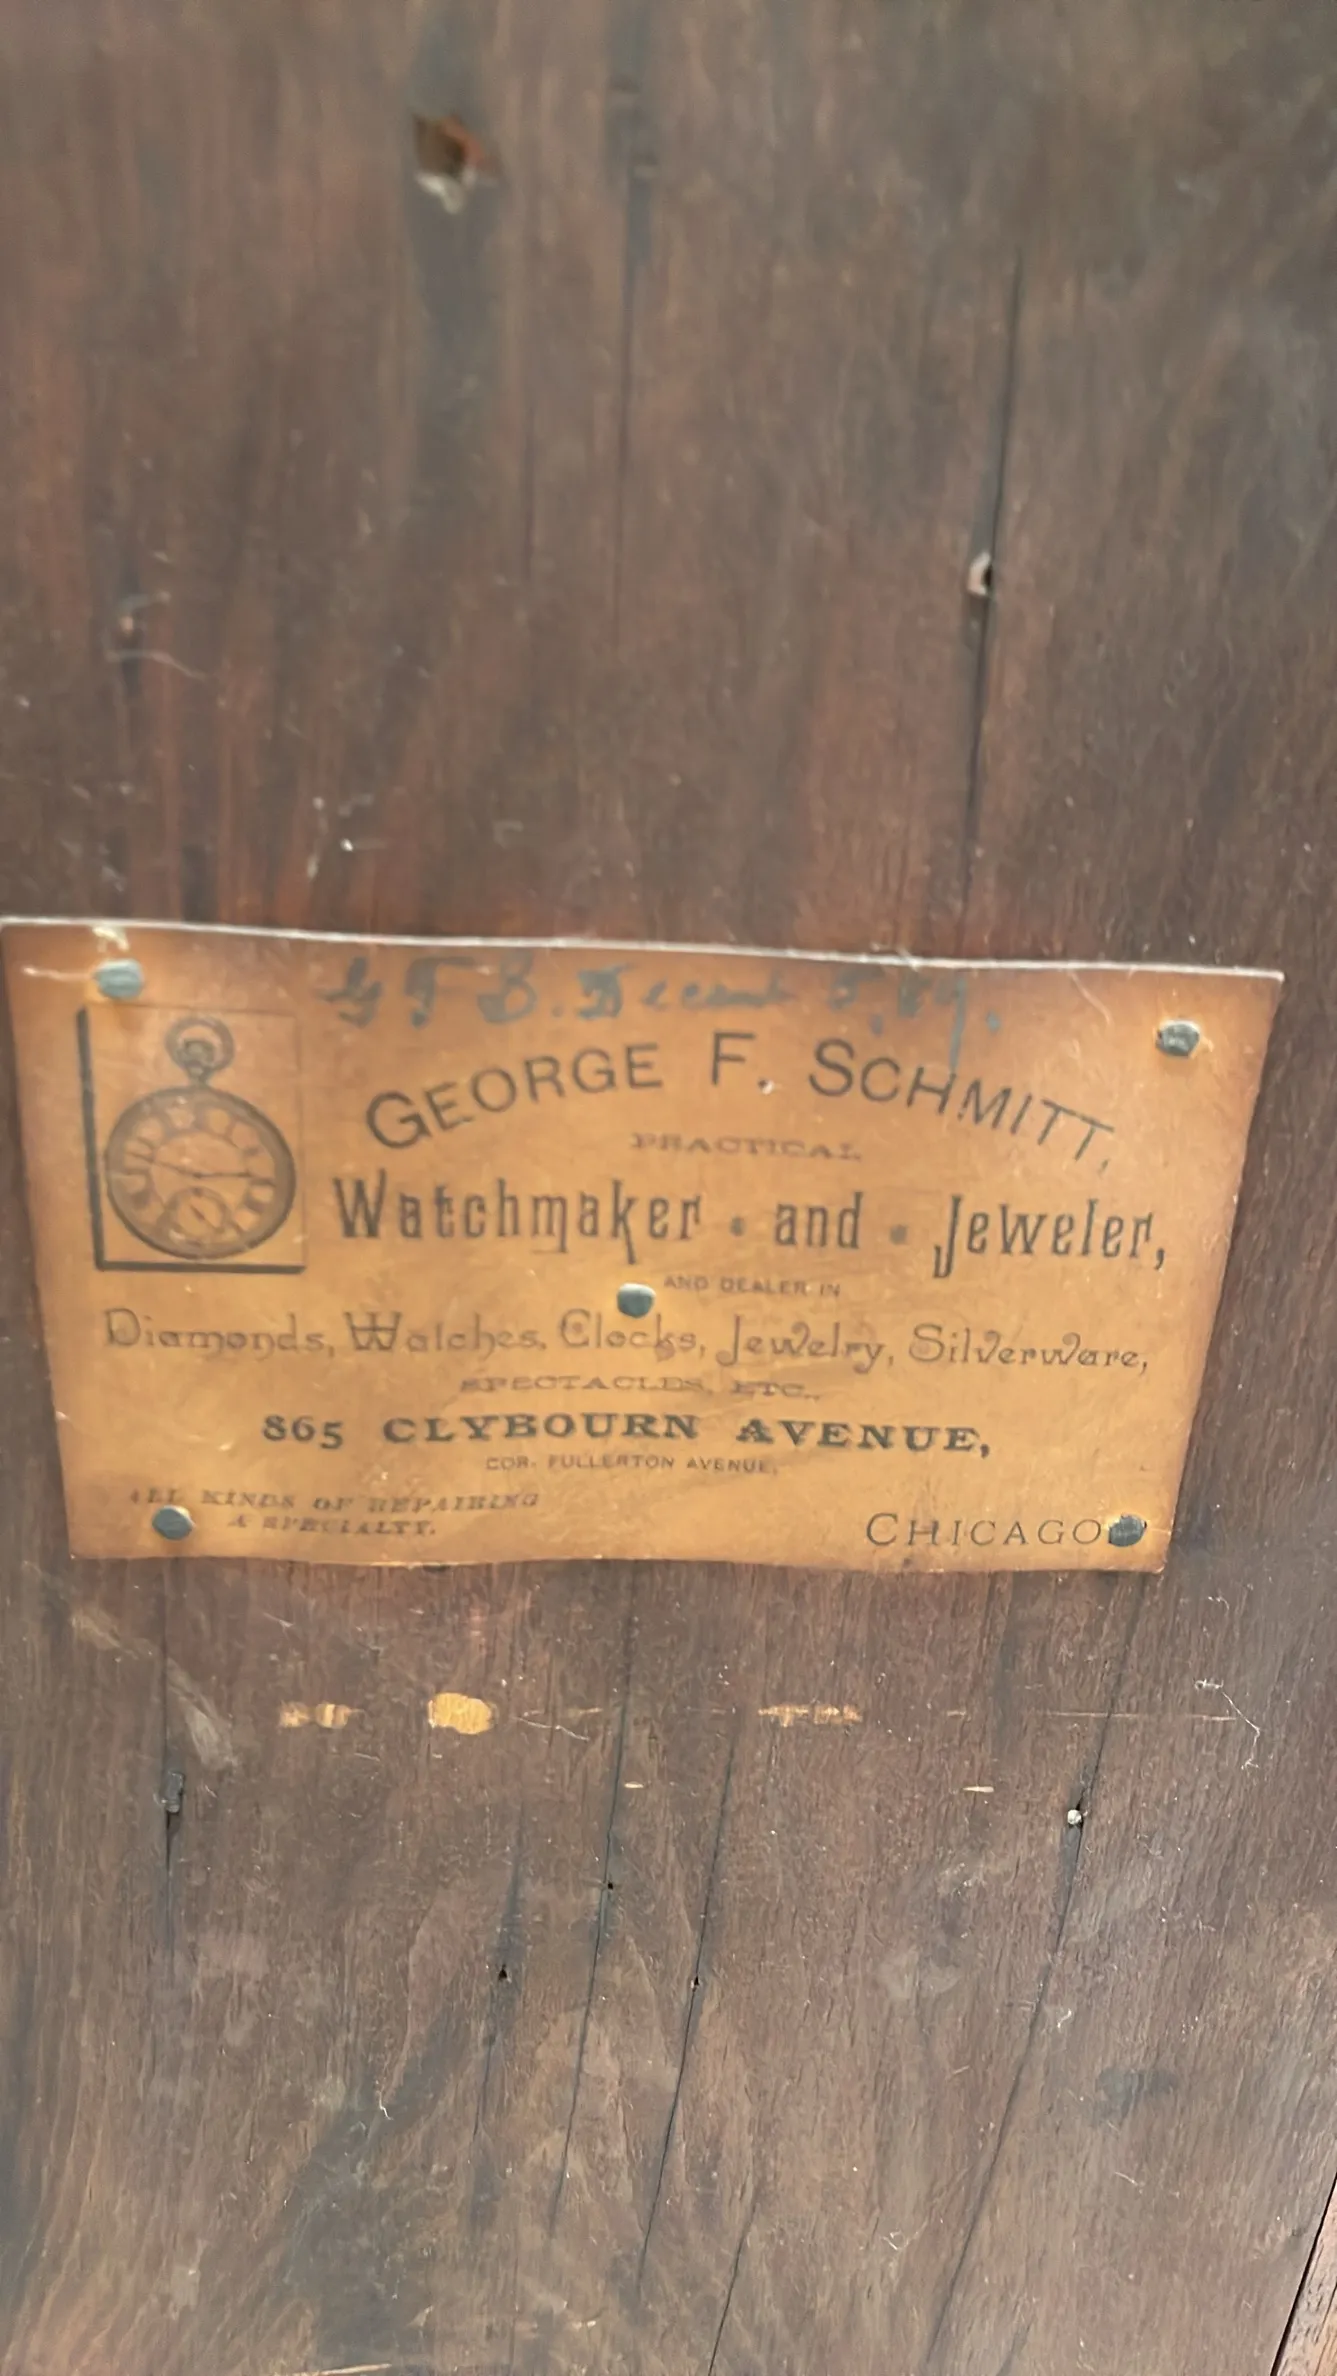 GEORGE F. SCHMITT,
PRACTICAL
Watchmaker and Jeweler,
AND DEALER IN
Diamonds, Watches, Clocks, Jewelry, Silverware,
SPECTACLES, ETC.,
865 CLYBOURN AVENUE,
COR. FULLERTON AVENUE,
ALL KINDS OF REPAIRING
A SPECIALTY.
CHICAGO